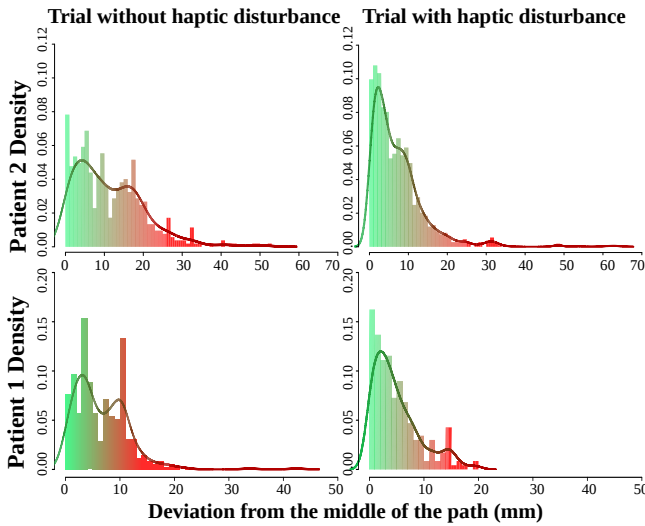 Trial without haptic disturbance
Trial with haptic disturbance
Patient 2 Density
0.00 0.02 0.04 0.06 0.08 0.10 0.12
0 10 20 30 40 50 60 70
0.00 0.02 0.04 0.06 0.08 0.10 0.12
0 10 20 30 40 50 60 70
Patient 1 Density
0.00 0.05 0.10 0.15 0.20
0 10 20 30 40 50
0.00 0.05 0.10 0.15 0.20
0 10 20 30 40 50
Deviation from the middle of the path (mm)